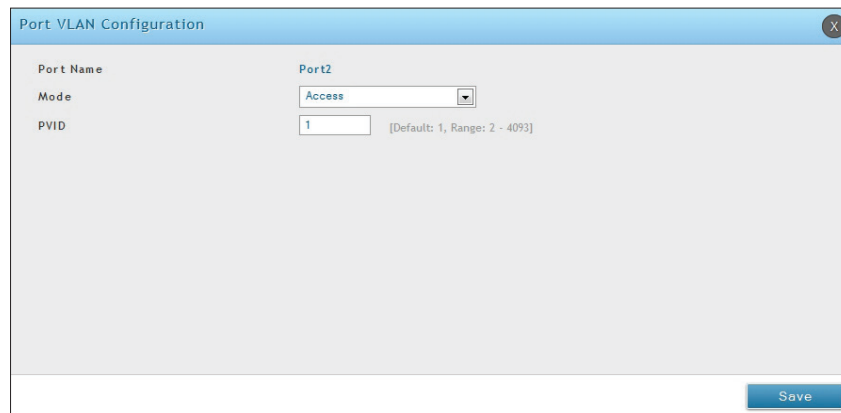 Port VLAN Configuration
X
Port Name Port2
Mode Access
PVID 1 [Default: 1, Range: 2 - 4093]
Save